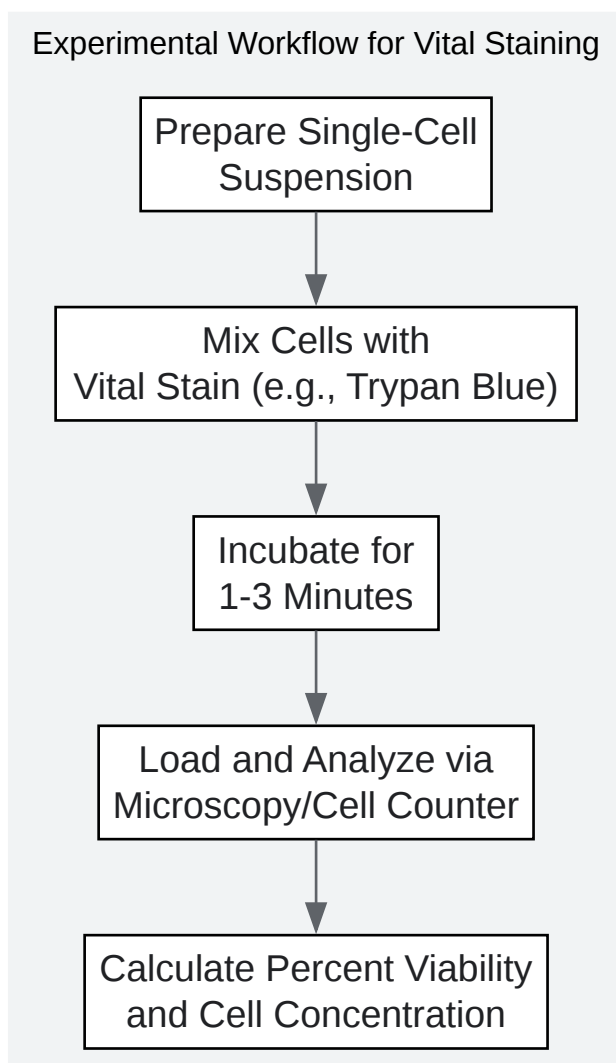 Experimental Workflow for Vital Staining
Prepare Single-Cell
Suspension
Mix Cells with
Vital Stain (e.g., Trypan Blue)
Incubate for
1-3 Minutes
Load and Analyze via
Microscopy/Cell Counter
Calculate Percent Viability
and Cell Concentration